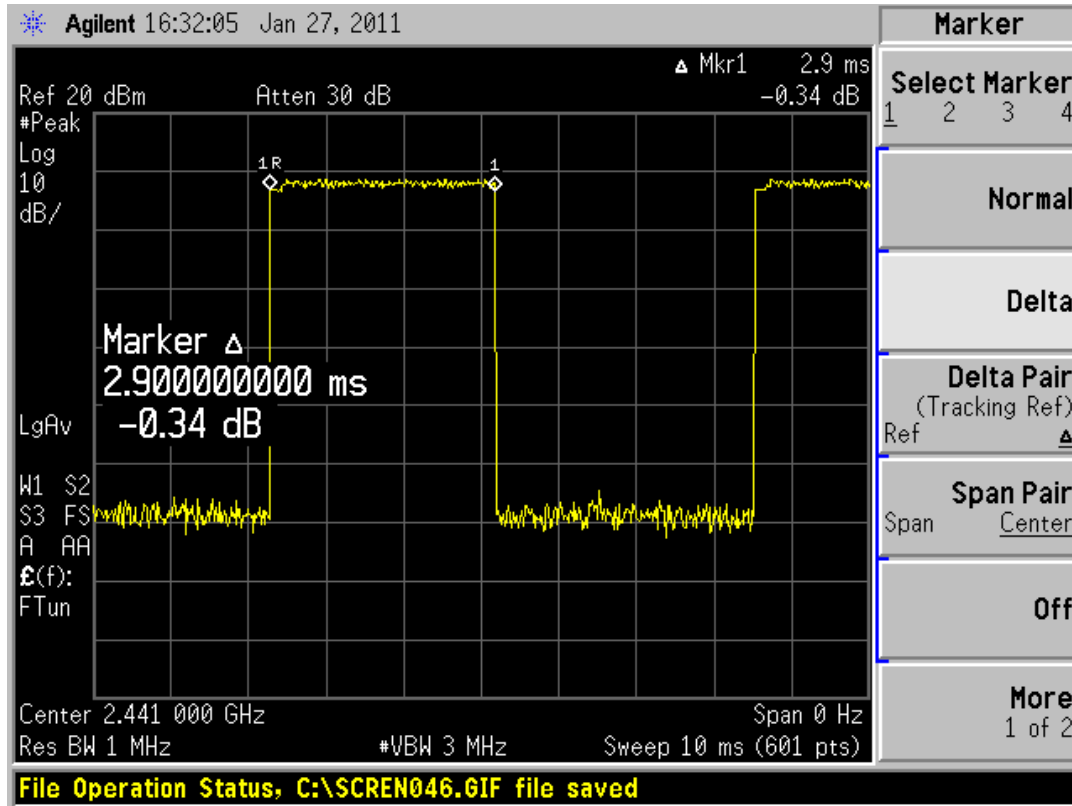 Agilent 16:32:05 Jan 27, 2011
Marker
Δ Mkr1 2.9 ms
Ref 20 dBm Atten 30 dB -0.34 dB
#Peak
Log
10
dB/
1R
1
Marker Δ
2.900000000 ms
-0.34 dB
LgAv
W1 S2
S3 FS
A AA
£(f):
FTun
Center 2.441 000 GHz Span 0 Hz
Res BW 1 MHz #VBW 3 MHz Sweep 10 ms (601 pts)
Select Marker
1 2 3 4
Normal
Delta
Delta Pair
(Tracking Ref)
Ref Δ
Span Pair
Span Center
Off
More
1 of 2
File Operation Status, C:\SCREN046.GIF file saved